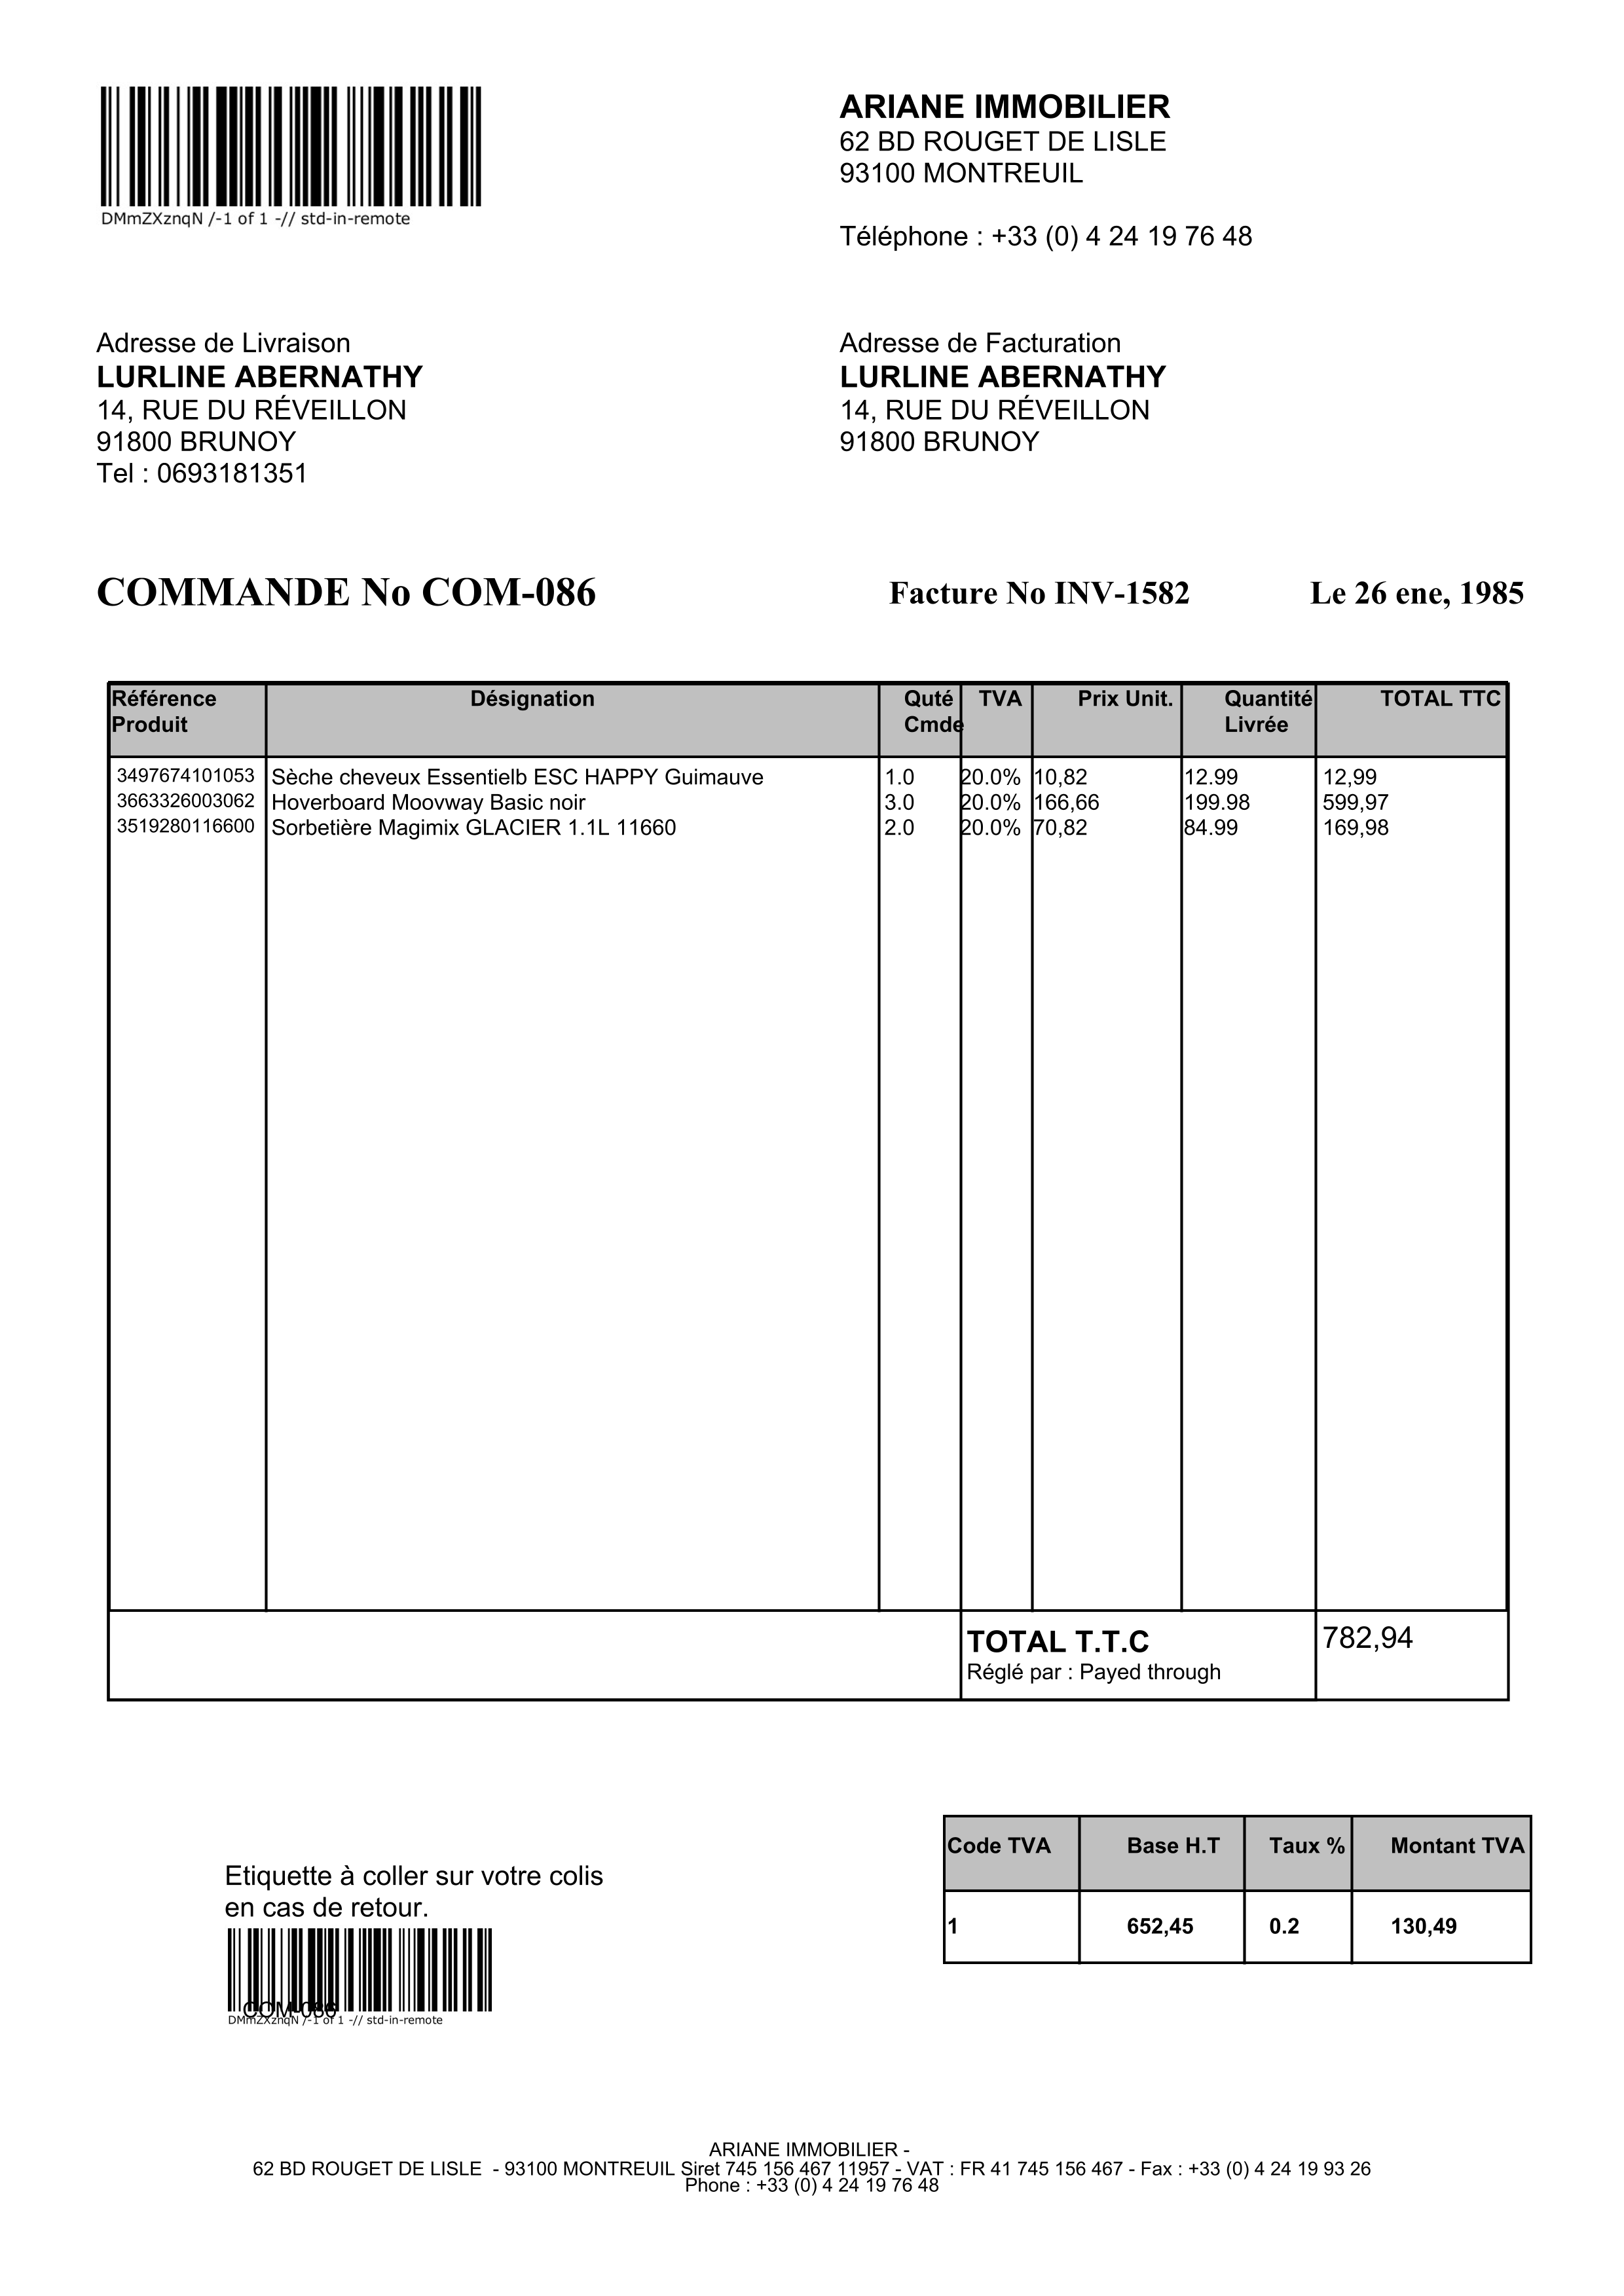 DMmZXznqN /-1 of 1 -// std-in-remote
ARIANE IMMOBILIER
62 BD ROUGET DE LISLE
93100 MONTREUIL
Téléphone : +33 (0) 4 24 19 76 48
Adresse de Livraison
LURLINE ABERNATHY
14, RUE DU RÉVEILLON
91800 BRUNOY
Tel : 0693181351
Adresse de Facturation
LURLINE ABERNATHY
14, RUE DU RÉVEILLON
91800 BRUNOY
COMMANDE No COM-086 Facture No INV-1582 Le 26 ene, 1985
Référence Produit Désignation Quté Cmde TVA Prix Unit. Quantité Livrée TOTAL TTC
3497674101053 Sèche cheveux Essentielb ESC HAPPY Guimauve 1.0 20.0% 10,82 12.99 12,99
3663326003062 Hoverboard Moovway Basic noir 3.0 20.0% 166,66 199.98 599,97
3519280116600 Sorbetière Magimix GLACIER 1.1L 11660 2.0 20.0% 70,82 84.99 169,98
TOTAL T.T.C 782,94
Réglé par : Payed through
Code TVA Base H.T Taux % Montant TVA
1 652,45 0.2 130,49
Etiquette à coller sur votre colis
en cas de retour.
COM-086
DMmZXznqN /-1 of 1 -// std-in-remote
ARIANE IMMOBILIER -
62 BD ROUGET DE LISLE - 93100 MONTREUIL Siret 745 156 467 11957 - VAT : FR 41 745 156 467 - Fax : +33 (0) 4 24 19 93 26
Phone : +33 (0) 4 24 19 76 48